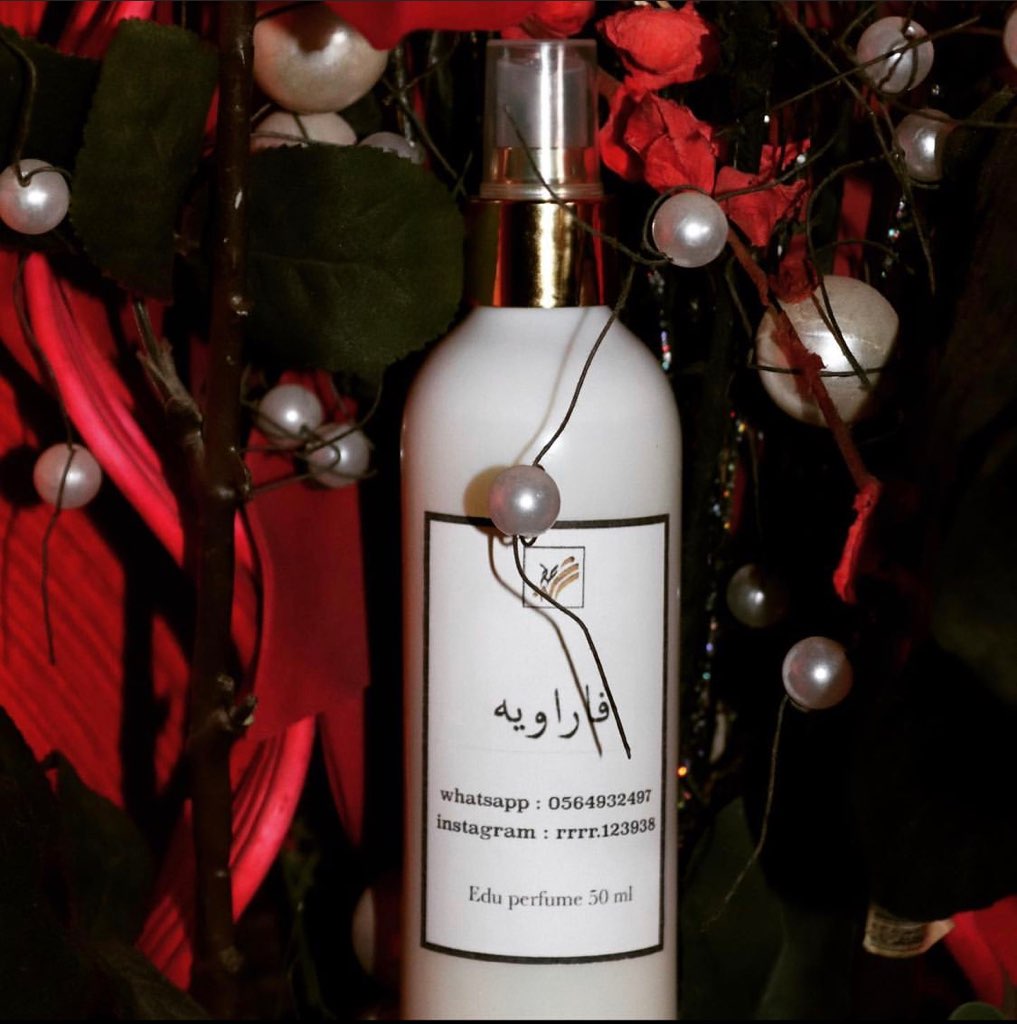 فاراويه
whatsapp : 0564932497
instagram : rrrr.123938
Edu perfume 50 ml